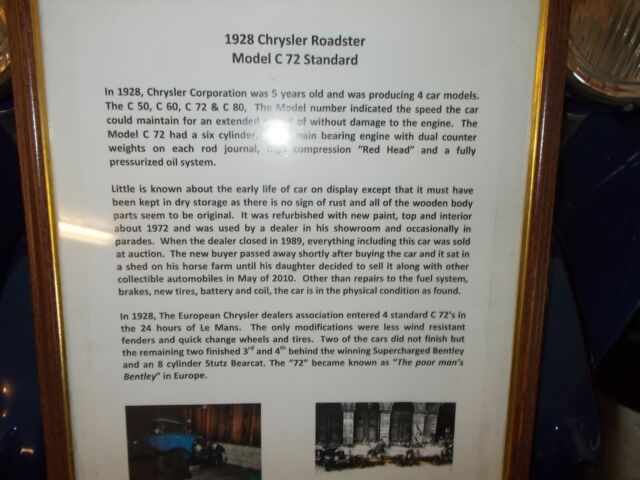 1928 Chrysler Roadster
Model C 72 Standard
In 1928, Chrysler Corporation was 5 years old and was producing 4 car models.
The C 50, C 60, C 72 & C 80, The Model number indicated the speed the car
could maintain for an extended of without damage to the engine. The
Model C 72 had a six cylinder, main bearing engine with dual counter
weights on each rod journal, compression "Red Head" and a fully
pressurized oil system.
Little is known about the early life of car on display except that it must have
been kept in dry storage as there is no sign of rust and all of the wooden body
parts seem to be original. It was refurbished with new paint, top and interior
about 1972 and was used by a dealer in his showroom and occasionally in
parades. When the dealer closed in 1989, everything including this car was sold
at auction. The new buyer passed away shortly after buying the car and it sat in
a shed on his horse farm until his daughter decided to sell it along with other
collectible automobiles in May of 2010. Other than repairs to the fuel system,
brakes, new tires, battery and coil, the car is in the physical condition as found.
In 1928, The European Chrysler dealers association entered 4 standard C 72's in
the 24 hours of Le Mans. The only modifications were less wind resistant
fenders and quick change wheels and tires. Two of the cars did not finish but
the remaining two finished 3rd and 4th behind the winning Supercharged Bentley
and an 8 cylinder Stutz Bearcat. The "72" became known as "The poor man's
Bentley" in Europe.